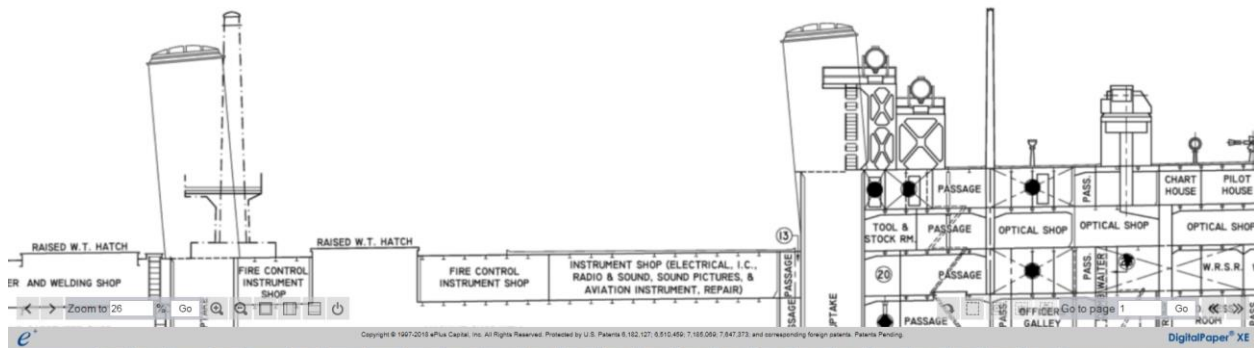 RAISED W.T. HATCH
ER AND WELDING SHOP
FIRE CONTROL
INSTRUMENT
SHOP
RAISED W.T. HATCH
FIRE CONTROL
INSTRUMENT SHOP
INSTRUMENT SHOP (ELECTRICAL, I.C.,
RADIO & SOUND, SOUND PICTURES, &
AVIATION INSTRUMENT, REPAIR)
13
PASSAGE
UPTAKE
PASSAGE
PASS.
CHART
HOUSE
PILOT
HOUSE
TOOL &
STOCK RM.
PASSAGE
OPTICAL SHOP
OPTICAL SHOP
OPTICAL SHOP
20
PASSAGE
PASS.
WAITER
W.R.S.R.
PASSAGE
OFFICER
GALLEY
ROOM
Zoom to 26 % Go
Go to page 1 Go
e
Copyright © 1997-2018 ePlus Capital, Inc. All Rights Reserved. Protected by U.S. Patents 6,182,127; 6,510,459; 7,195,069; 7,647,373; and corresponding foreign patents. Patents Pending.
DigitalPaper® XE